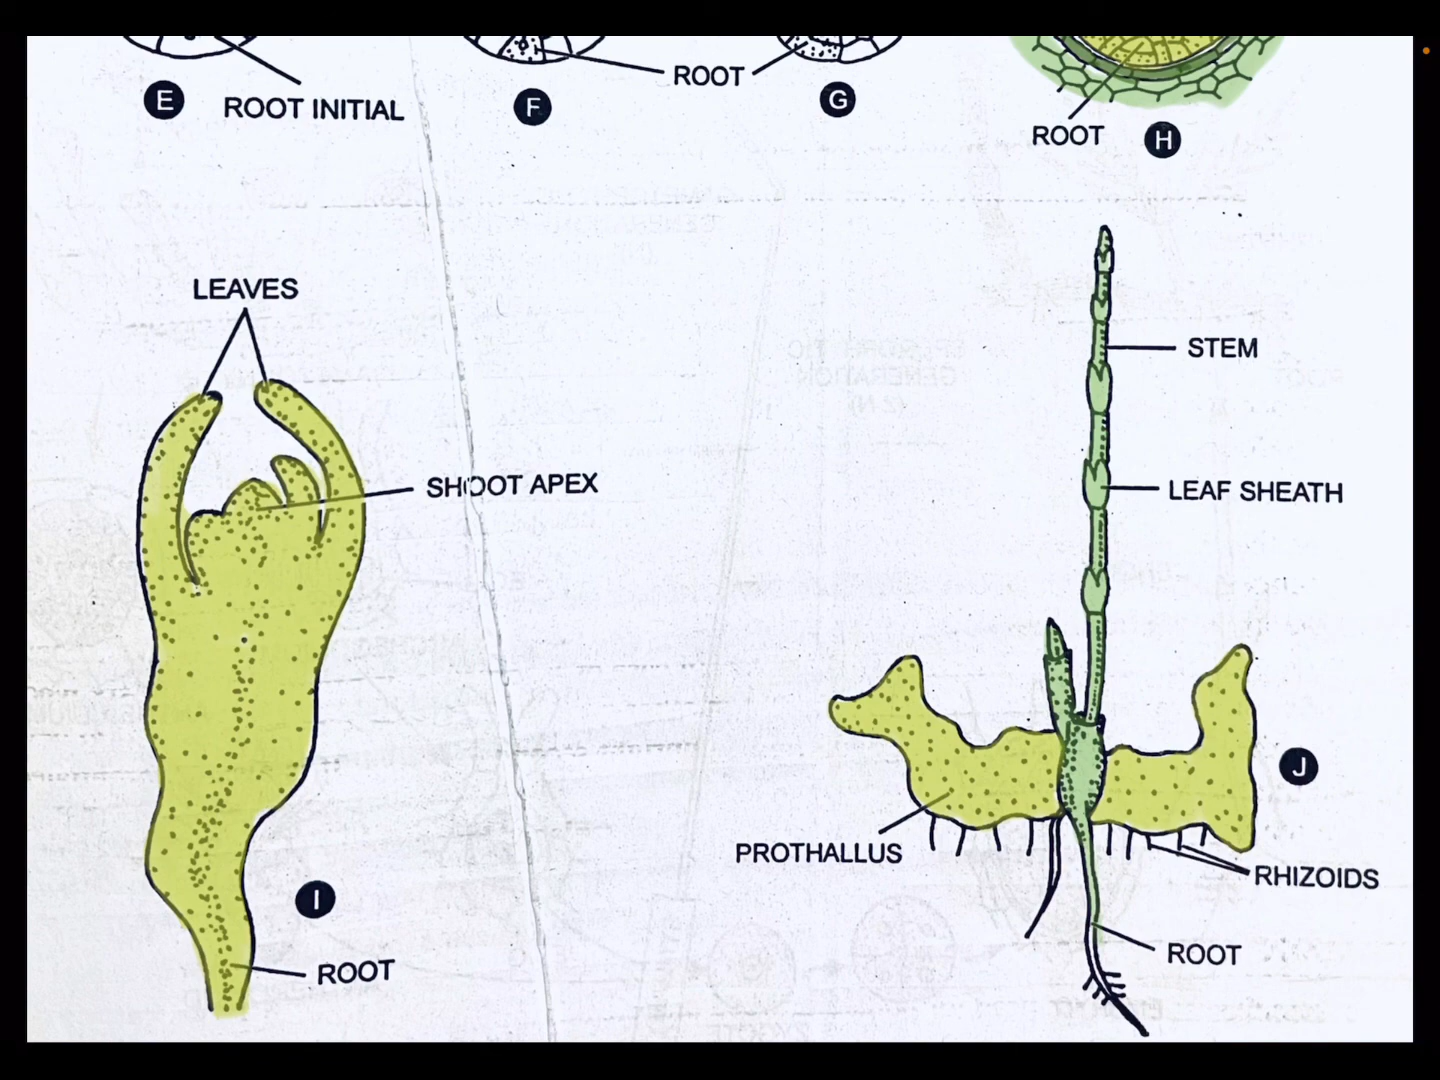 E
ROOT INITIAL
F
ROOT
G
ROOT
H
LEAVES
SHOOT APEX
STEM
LEAF SHEATH
J
PROTHALLUS
RHIZOIDS
I
ROOT
ROOT